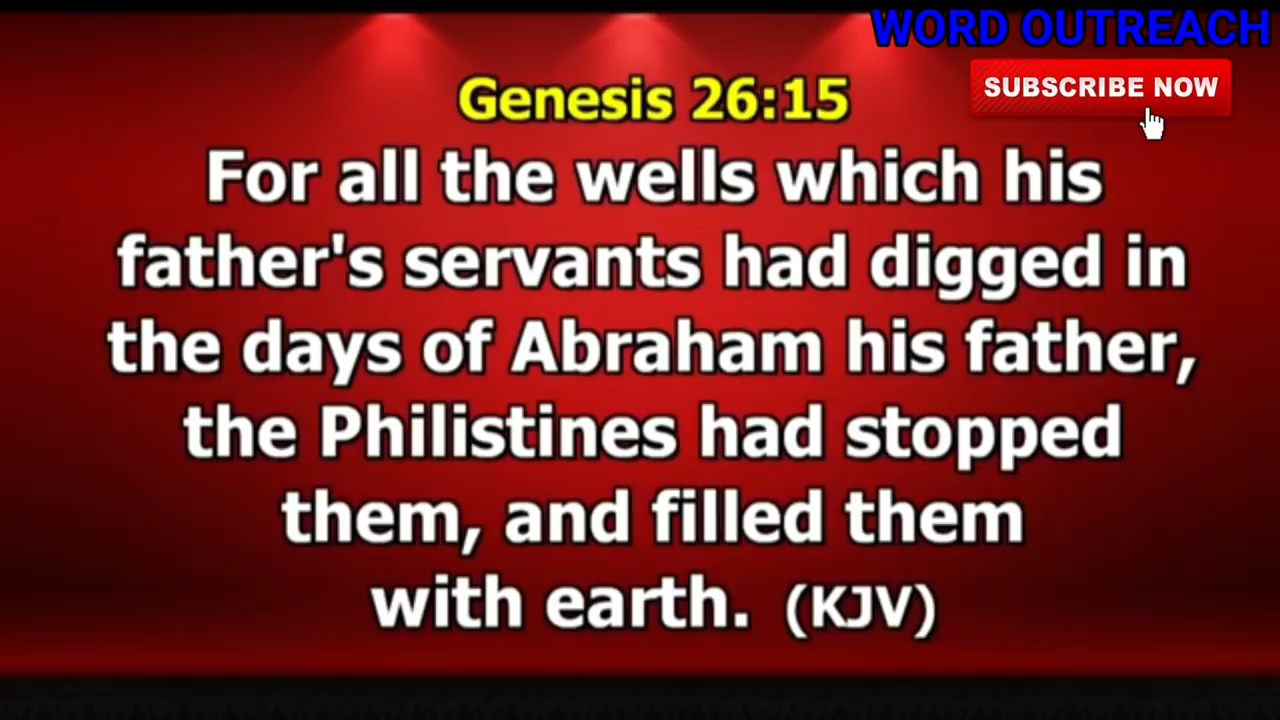 WORD OUTREACH
SUBSCRIBE NOW
Genesis 26:15
For all the wells which his
father's servants had digged in
the days of Abraham his father,
the Philistines had stopped
them, and filled them
with earth. (KJV)